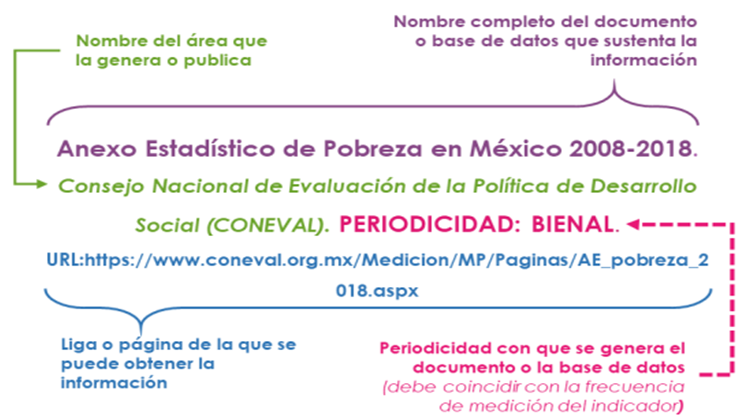 Nombre del área que
la genera o publica
Nombre completo del documento
o base de datos que sustenta la
información
Anexo Estadístico de Pobreza en México 2008-2018.
Consejo Nacional de Evaluación de la Política de Desarrollo
Social (CONEVAL). PERIODICIDAD: BIENAL.
URL:https://www.coneval.org.mx/Medicion/MP/Paginas/AE_pobreza_2
018.aspx
Liga o página de la que se
puede obtener la
información
Periodicidad con que se genera el
documento o la base de datos
(debe coincidir con la frecuencia
de medición del indicador)